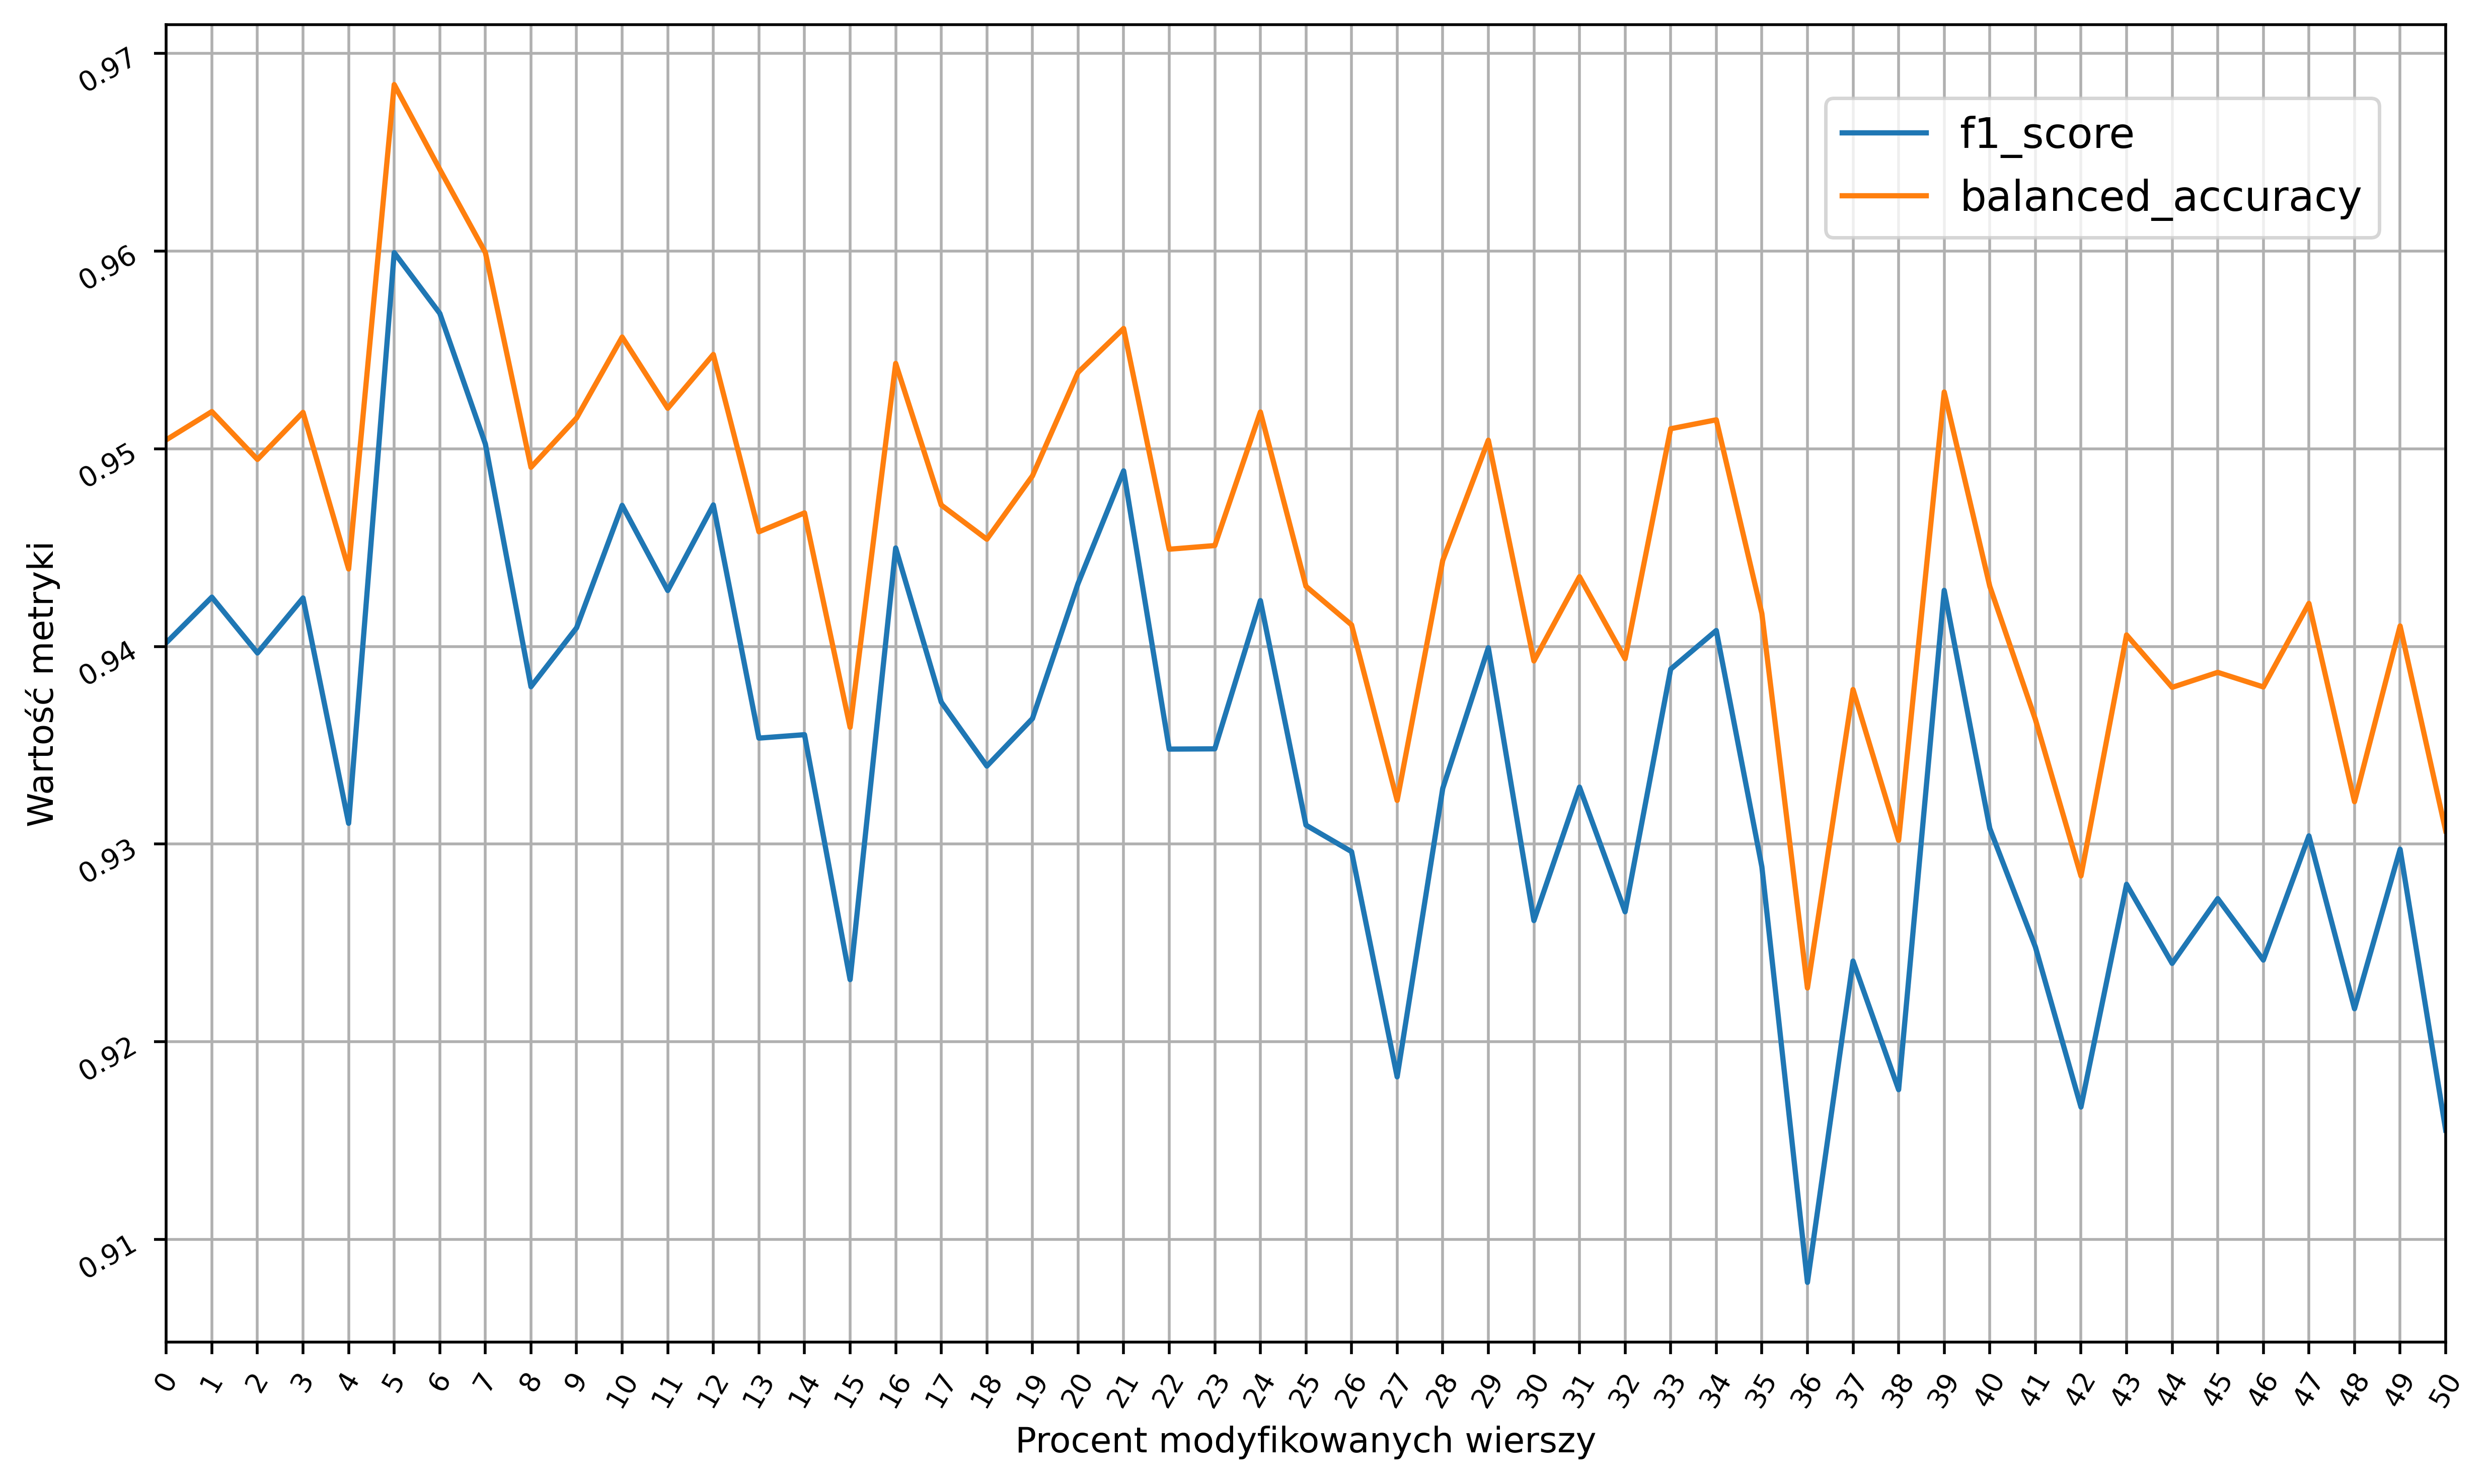 f1_score
balanced_accuracy
Wartość metryki
0.97
0.96
0.95
0.94
0.93
0.92
0.91
0 1 2 3 4 5 6 7 8 9 10 11 12 13 14 15 16 17 18 19 20 21 22 23 24 25 26 27 28 29 30 31 32 33 34 35 36 37 38 39 40 41 42 43 44 45 46 47 48 49 50
Procent modyfikowanych wierszy